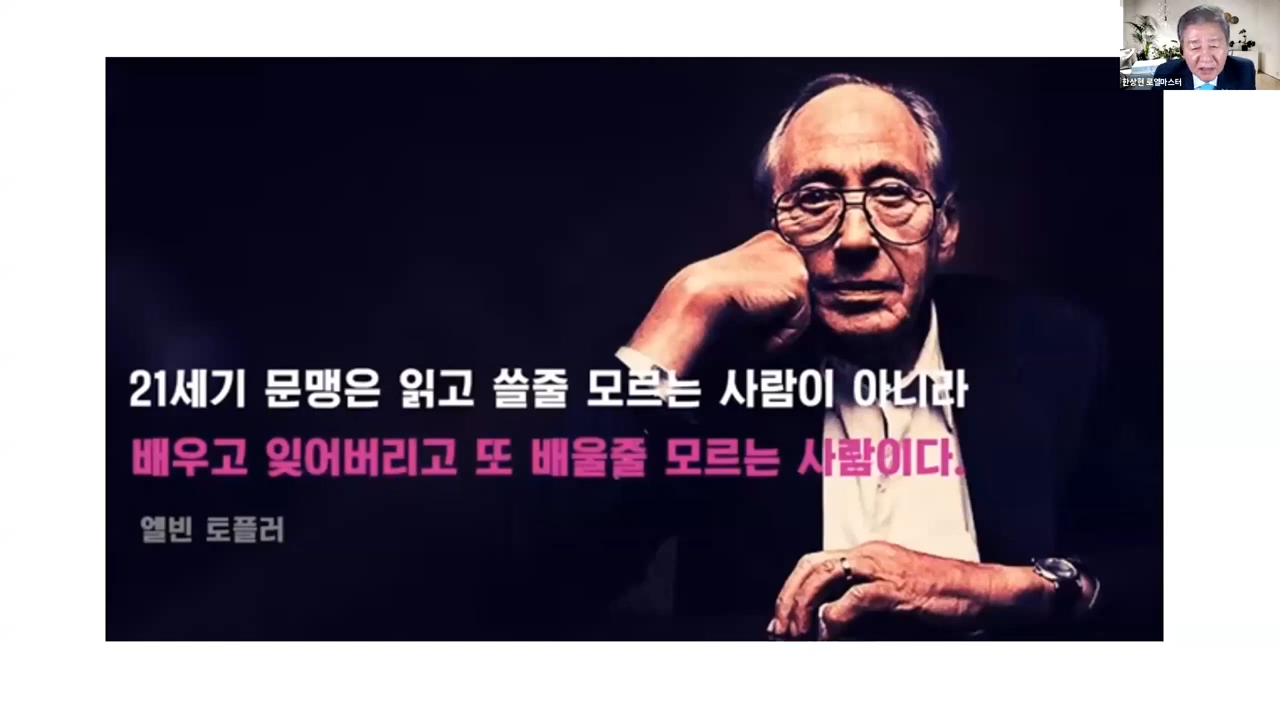 한상현 로열마스터
21세기 문맹은 읽고 쓸줄 모르는 사람이 아니라
배우고 잊어버리고 또 배울줄 모르는 사람이다.
엘빈 토플러